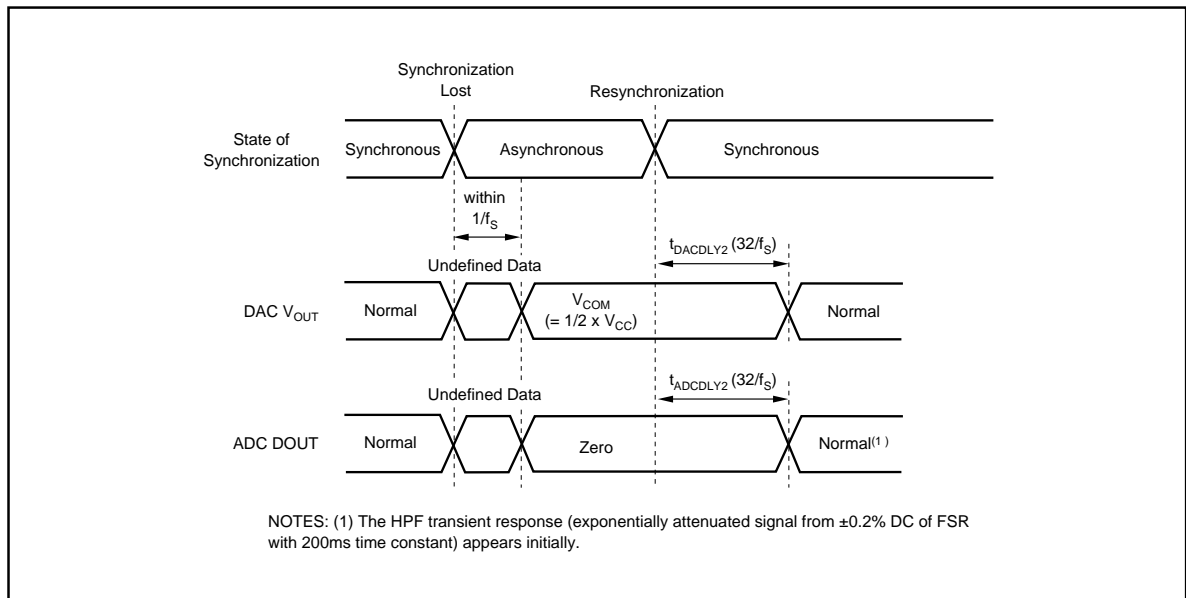 Synchronization
Lost
Resynchronization
State of
Synchronization
Synchronous
Asynchronous
Synchronous
within
1/fS
tDACDLY2 (32/fS)
Undefined Data
DAC VOUT
Normal
VCOM
(= 1/2 x VCC)
Normal
tADCDLY2 (32/fS)
Undefined Data
ADC DOUT
Normal
Zero
Normal(1 )
NOTES: (1) The HPF transient response (exponentially attenuated signal from ±0.2% DC of FSR
with 200ms time constant) appears initially.